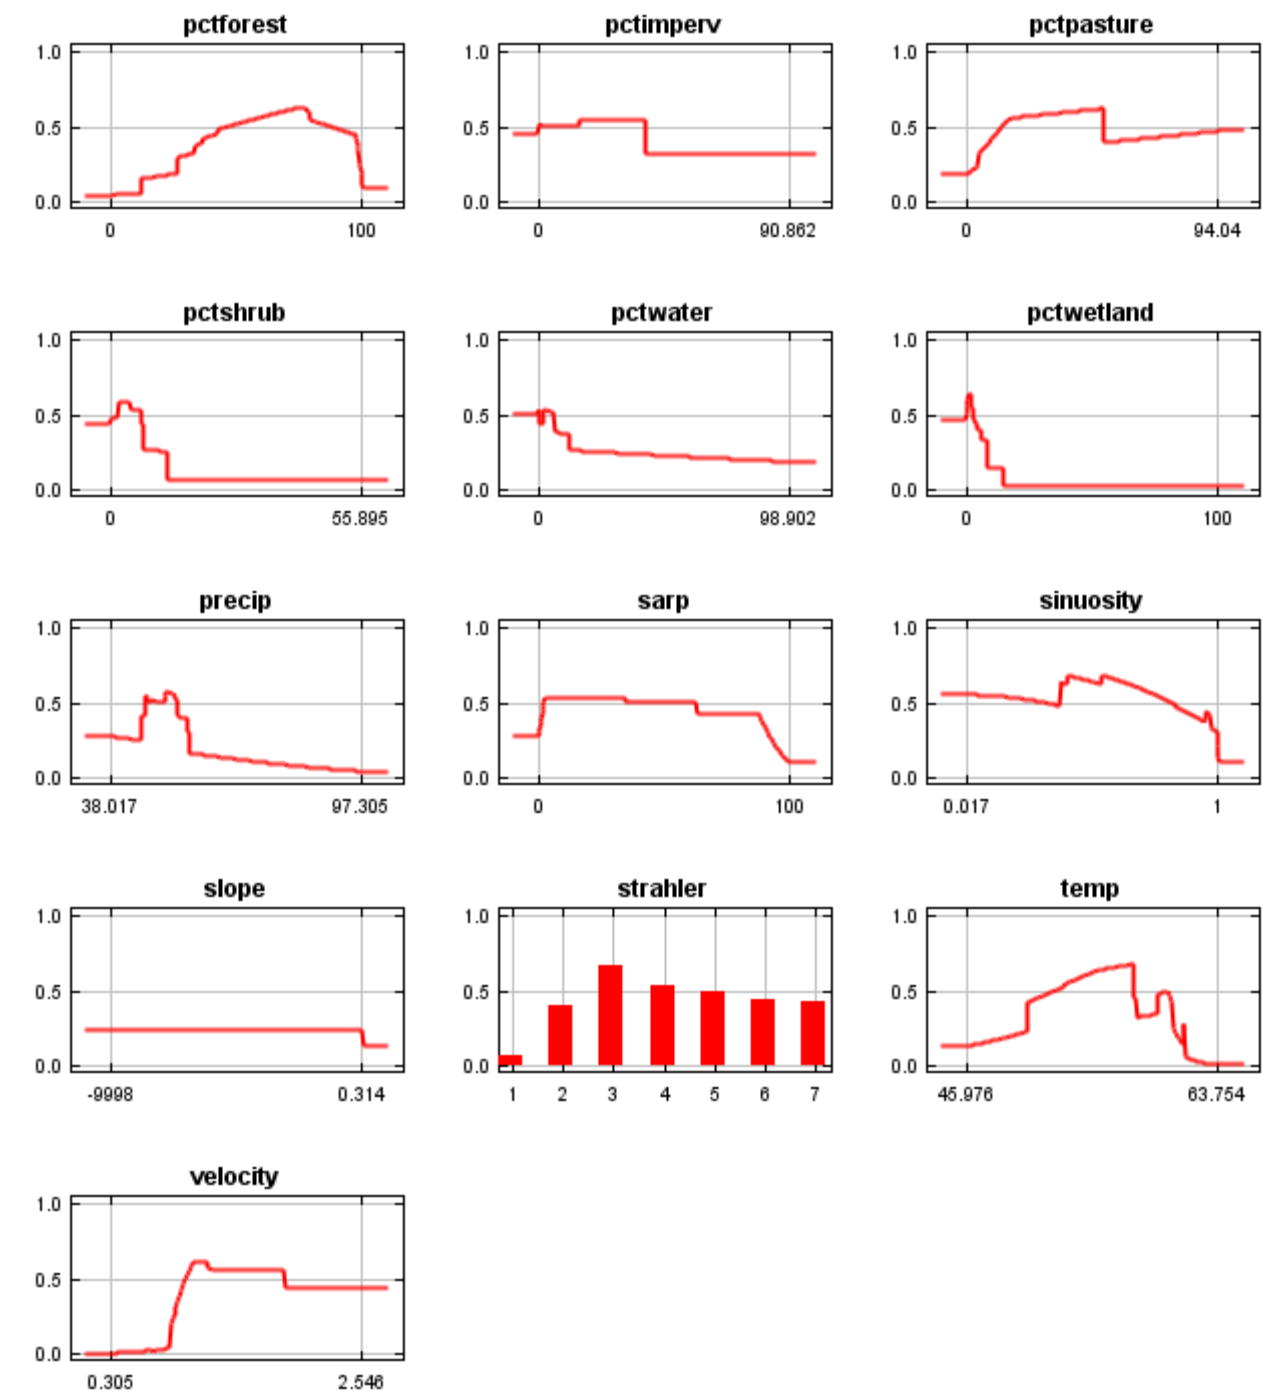 pctforest pctimperv pctpasture
1.0 1.0 1.0
0.5 0.5 0.5
0.0 0.0 0.0
0 100 0 90.862 0 94.04
pctshrub pctwater pctwetland
1.0 1.0 1.0
0.5 0.5 0.5
0.0 0.0 0.0
0 55.895 0 98.902 0 100
precip sarp sinuosity
1.0 1.0 1.0
0.5 0.5 0.5
0.0 0.0 0.0
38.017 97.305 0 100 0.017 1
slope strahler temp
1.0 1.0 1.0
0.5 0.5 0.5
0.0 0.0 0.0
-9998 0.314 1 2 3 4 5 6 7 45.976 63.754
velocity
1.0
0.5
0.0
0.305 2.546